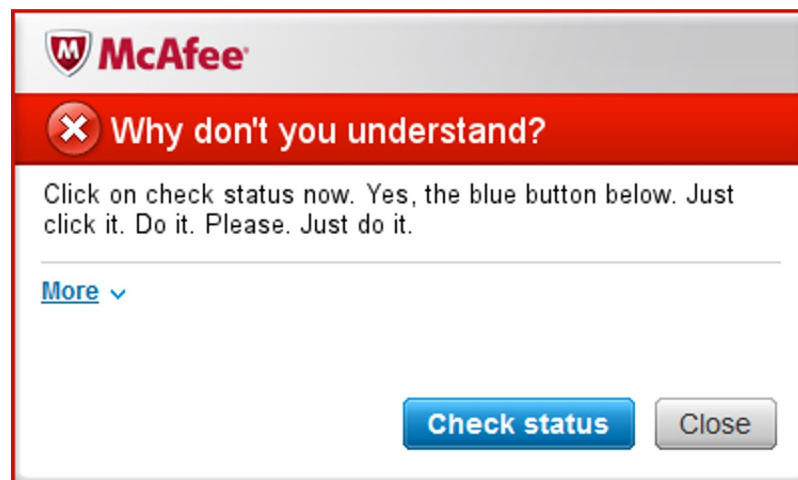 McAfee
Why don't you understand?
Click on check status now. Yes, the blue button below. Just
click it. Do it. Please. Just do it.
More
Check status
Close